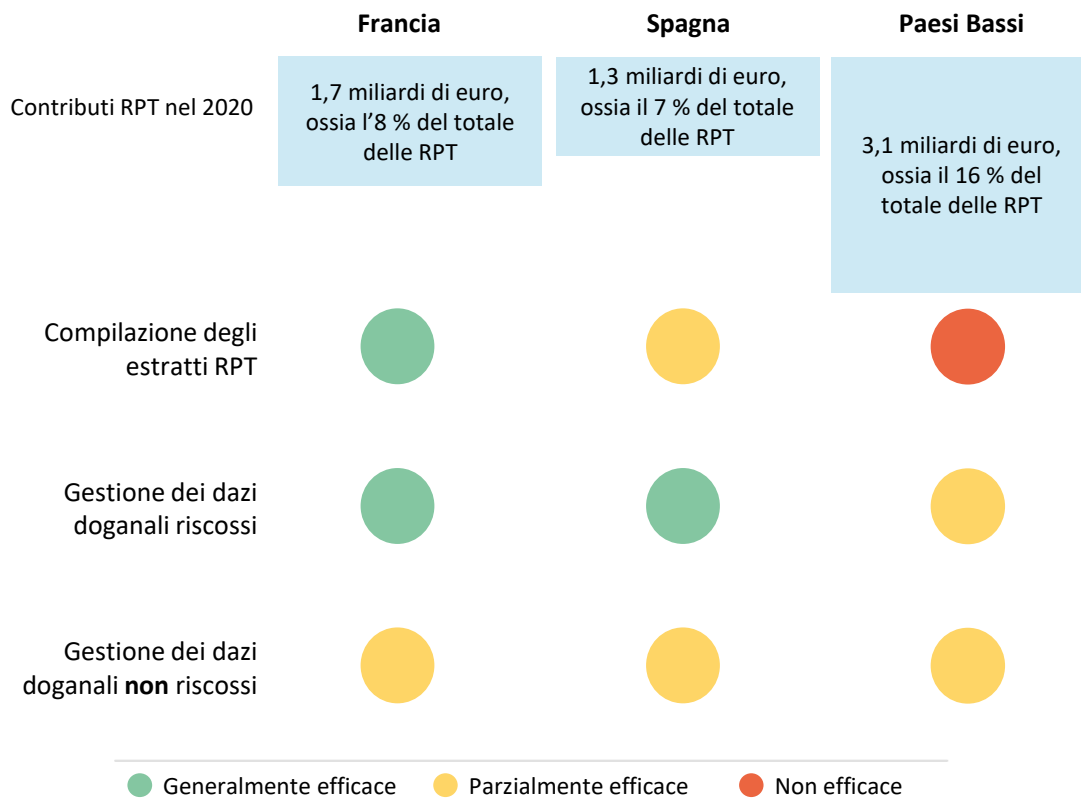 Francia
Spagna
Paesi Bassi
Contributi RPT nel 2020
1,7 miliardi di euro,
ossia l’8 % del totale
delle RPT
1,3 miliardi di euro,
ossia il 7 % del totale
delle RPT
3,1 miliardi di euro,
ossia il 16 % del
totale delle RPT
Compilazione degli
estratti RPT
Gestione dei dazi
doganali riscossi
Gestione dei dazi
doganali non riscossi
Generalmente efficace
Parzialmente efficace
Non efficace